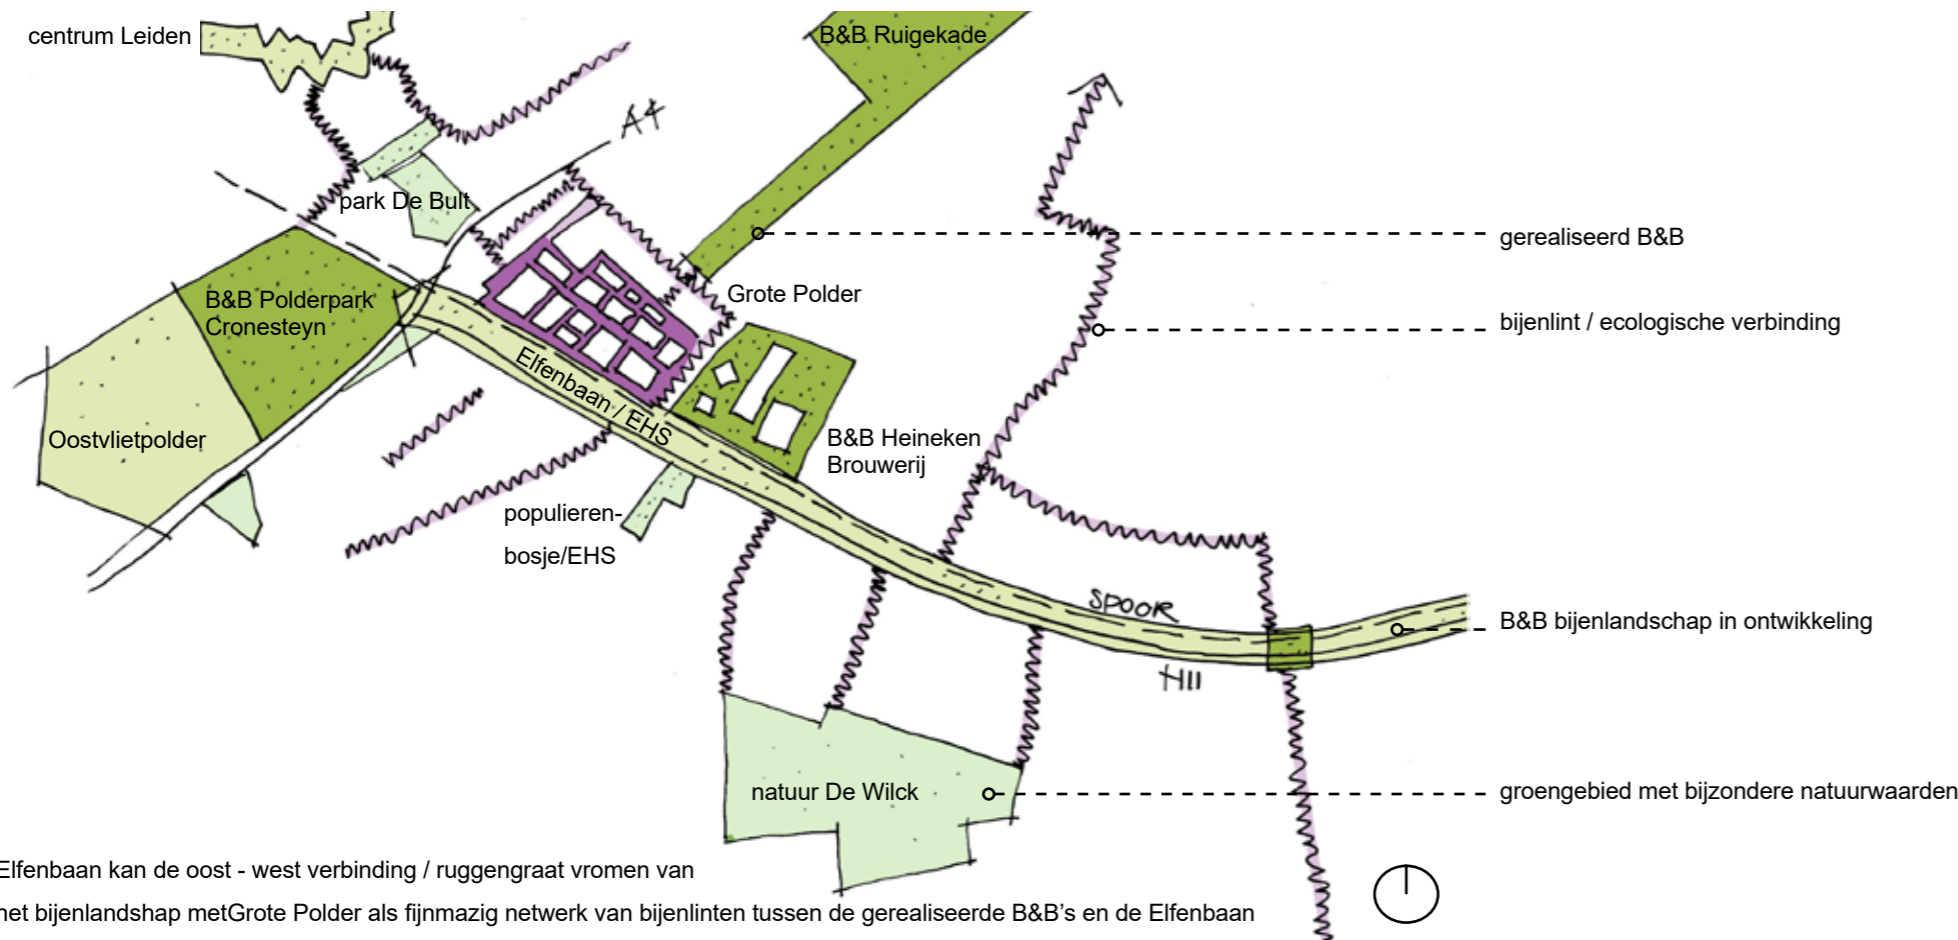 centrum Leiden
B&B Ruigekade
A4
park De Bult
gerealiseerd B&B
B&B Polderpark
Cronesteyn
Grote Polder
bijenlint / ecologische verbinding
Elfenbaan / EHS
Oostvlietpolder
B&B Heineken
Brouwerij
populieren-
bosje/EHS
SPOOR
B&B bijenlandschap in ontwikkeling
H11
natuur De Wilck
groengebied met bijzondere natuurwaarden
Elfenbaan kan de oost - west verbinding / ruggengraat vromen van
het bijenlandshap metGrote Polder als fijnmazig netwerk van bijenlinten tussen de gerealiseerde B&B's en de Elfenbaan